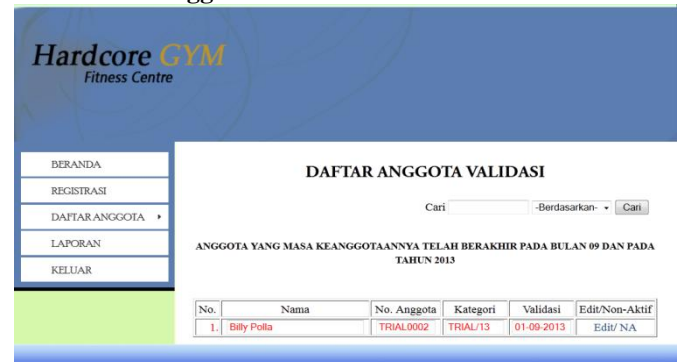 Hardcore GYM
Fitness Centre
BERANDA
REGISTRASI
DAFTAR ANGGOTA
LAPORAN
KELUAR
DAFTAR ANGGOTA VALIDASI
Cari -Berdasarkan- Cari
ANGGOTA YANG MASA KEANGGOTAANNYA TELAH BERAKHIR PADA BULAN 09 DAN PADA
TAHUN 2013
No. Nama No. Anggota Kategori Validasi Edit/Non-Aktif
1. Billy Polla TRIAL0002 TRIAL/13 01-09-2013 Edit/ NA